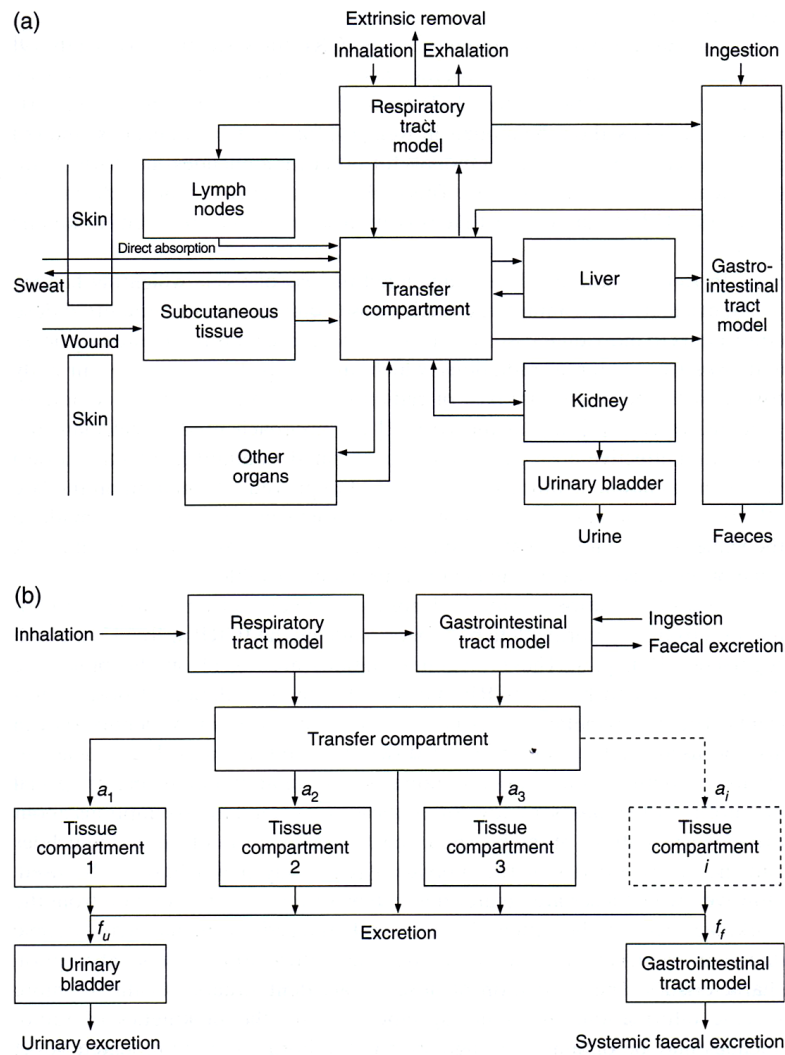 (a)
Extrinsic removal
Inhalation
Exhalation
Ingestion
Respiratory
tract
model
Lymph
nodes
Skin
Direct absorption
Sweat
Transfer
compartment
Liver
Gastro-
intestinal
tract
model
Subcutaneous
tissue
Wound
Skin
Kidney
Other
organs
Urinary bladder
Urine
Faeces
(b)
Inhalation
Respiratory
tract model
Gastrointestinal
tract model
Ingestion
Faecal excretion
Transfer compartment
a1
a2
a3
ai
Tissue
compartment
1
Tissue
compartment
2
Tissue
compartment
3
Tissue
compartment
i
fu
Excretion
ff
Urinary
bladder
Gastrointestinal
tract model
Urinary excretion
Systemic faecal excretion